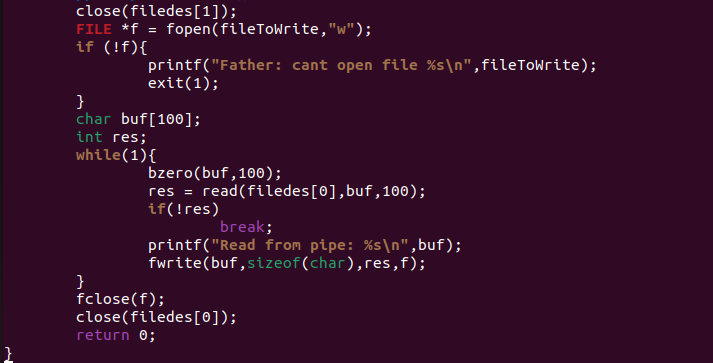 close(filedes[1]);
FILE *f = fopen(fileToWrite,"w");
if (!f){
printf("Father: cant open file %s\n",fileToWrite);
exit(1);
}
char buf[100];
int res;
while(1){
bzero(buf,100);
res = read(filedes[0],buf,100);
if(!res)
break;
printf("Read from pipe: %s\n",buf);
fwrite(buf,sizeof(char),res,f);
}
fclose(f);
close(filedes[0]);
return 0;
}